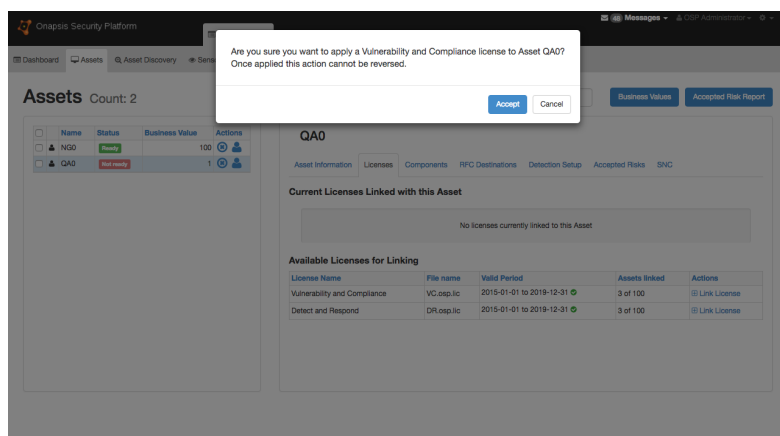 Onapsis Security Platform
48 Messages
OSP Administrator
Dashboard
Assets
Asset Discovery
Are you sure you want to apply a Vulnerability and Compliance license to Asset QA0?
Once applied this action cannot be reversed.
Accept
Cancel
Assets Count: 2
Business Values
Accepted Risk Report
Name Status Business Value Actions
NG0 Ready 100
QA0 Not ready 1
QA0
Asset Information Licenses Components RFC Destinations Detection Setup Accepted Risks SNC
Current Licenses Linked with this Asset
No licenses currently linked to this Asset
Available Licenses for Linking
License Name File name Valid Period Assets linked Actions
Vulnerability and Compliance VC.osp.lic 2015-01-01 to 2019-12-31 3 of 100 Link License
Detect and Respond DR.osp.lic 2015-01-01 to 2019-12-31 3 of 100 Link License